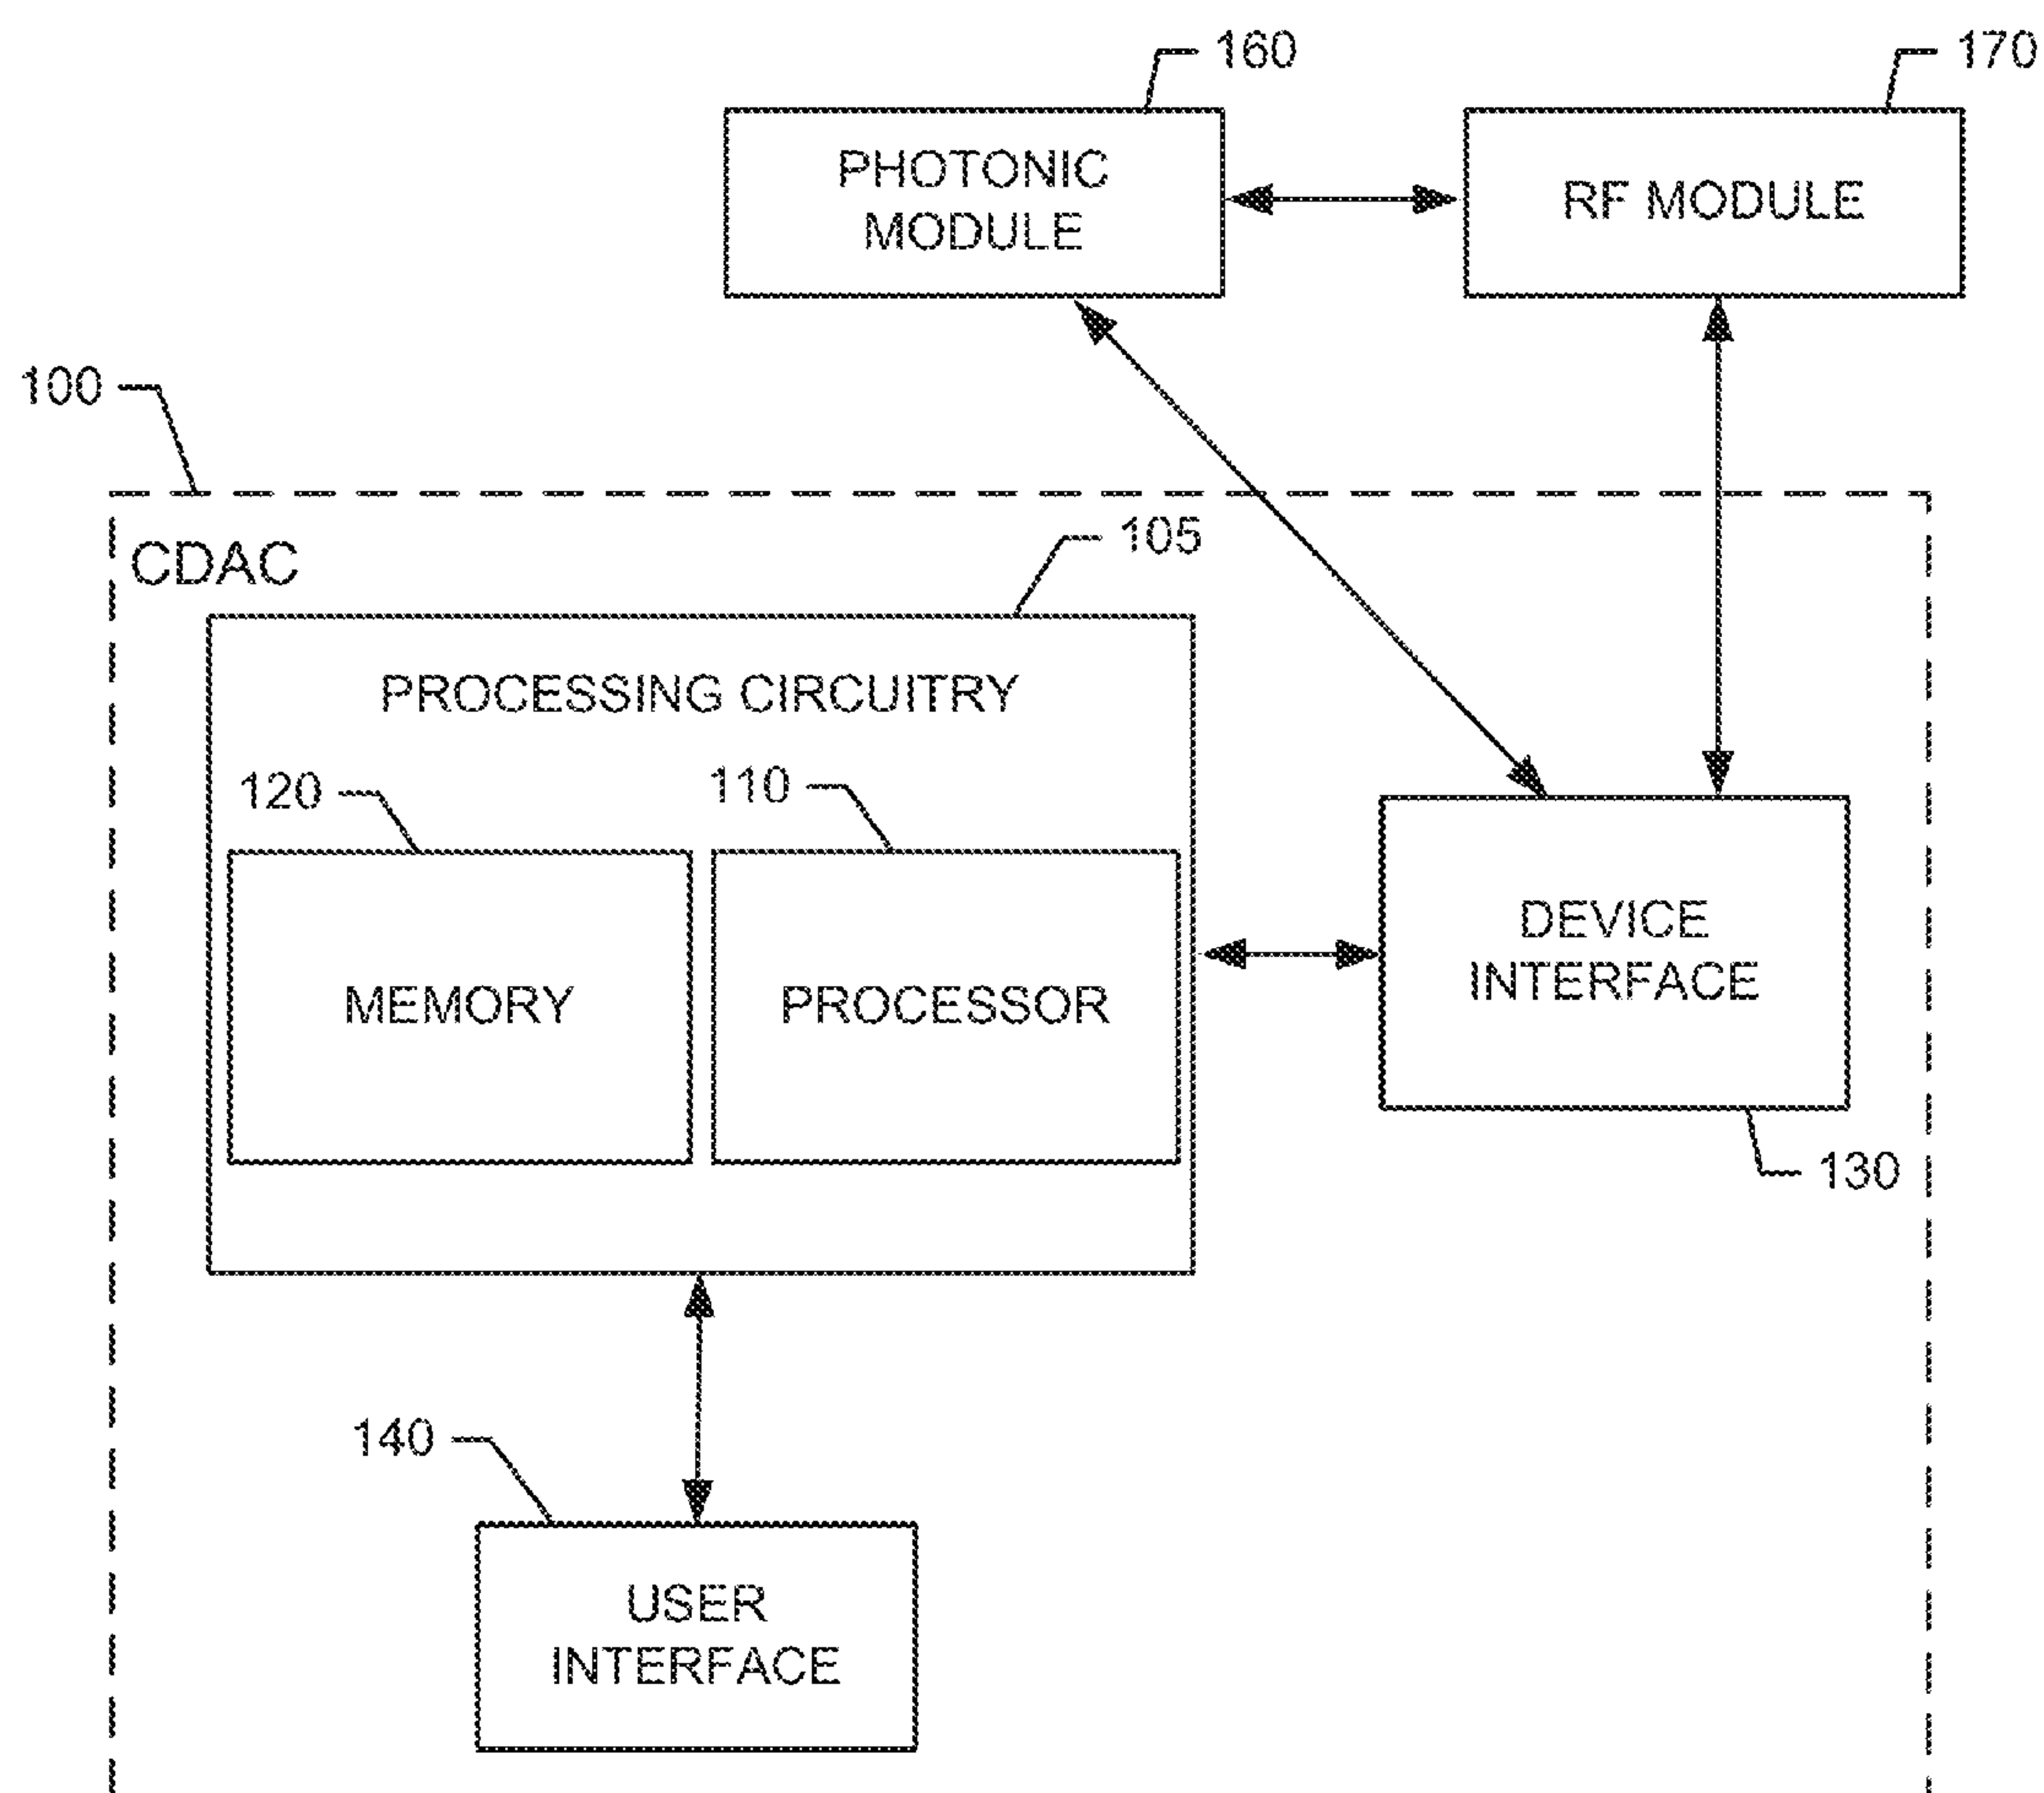 160
170
PHOTONIC
MODULE
RF MODULE
100
CDAC
105
PROCESSING CIRCUITRY
120
110
MEMORY
PROCESSOR
DEVICE
INTERFACE
130
140
USER
INTERFACE